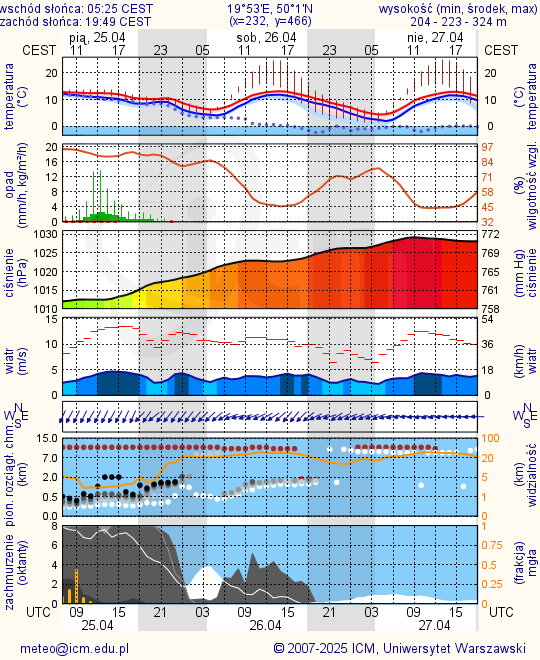 wschód słońca: 05:25 CEST 19°53'E, 50°1'N wysokość (min, środek, max)
zachód słońca: 19:49 CEST (x=232, y=466) 204 - 223 - 324 m
pią, 25.04 sob, 26.04 nie, 27.04
CEST 11 17 23 05 11 17 23 05 11 17 CEST
temperatura (°C)
20
10
0
20
10
0
(°C) temperatura
opad (mm/h, kg/m²/h)
20
16
12
8
4
0
97
84
71
58
45
32
(%) wilgotność wzgl.
ciśnienie (hPa)
1030
1025
1020
1015
1010
772
769
765
761
758
(mm Hg) ciśnienie
wiatr (m/s)
15
10
5
0
54
36
18
0
(km/h) wiatr
N
W E
S
N
W E
S
pion. rozciągł. chm. (km)
15.0
7.0
2.0
0.5
0.0
100
20
5
1
0
(km) widzialność
zachmurzenie (oktanty)
8
6
4
2
0
1
0.75
0.5
0.25
0
(frakcja) mgła
UTC 09 15 21 03 09 15 21 03 09 15 UTC
25.04 26.04 27.04
meteo@icm.edu.pl © 2007-2025 ICM, Uniwersytet Warszawski